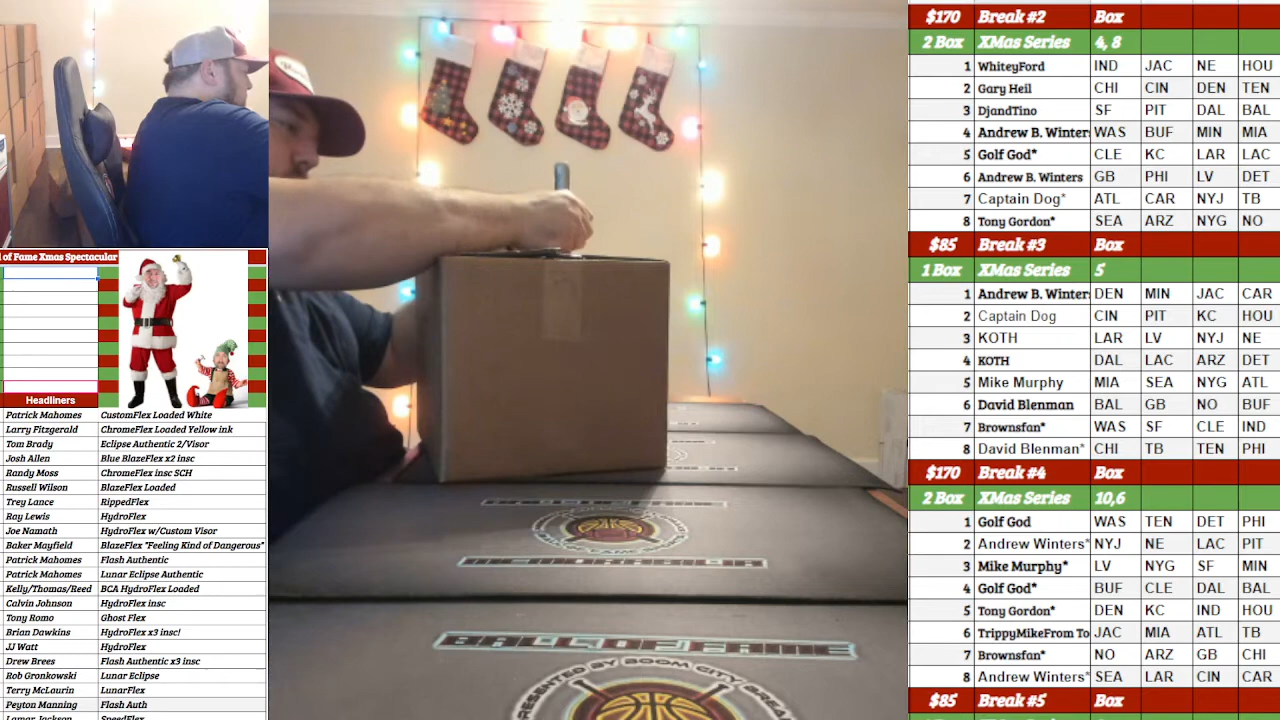 l of Fame Xmas Spectacular
Headliners
Patrick Mahomes CustomFlex Loaded White
Larry Fitzgerald ChromeFlex Loaded Yellow ink
Tom Brady Eclipse Authentic 2/Visor
Josh Allen Blue BlazeFlex x2 insc
Randy Moss ChromeFlex insc SCH
Russell Wilson BlazeFlex Loaded
Trey Lance RippedFlex
Ray Lewis HydroFlex
Joe Namath HydroFlex w/Custom Visor
Baker Mayfield BlazeFlex "Feeling Kind of Dangerous"
Patrick Mahomes Flash Authentic
Patrick Mahomes Lunar Eclipse Authentic
Kelly/Thomas/Reed BCA HydroFlex Loaded
Calvin Johnson HydroFlex insc
Tony Romo Ghost Flex
Brian Dawkins HydroFlex x3 insc!
JJ Watt HydroFlex
Drew Brees Flash Authentic x3 insc
Rob Gronkowski Lunar Eclipse
Terry McLaurin LunarFlex
Peyton Manning Flash Auth
Lamar Jackson SpeedFlex
MEMORABILIA
BALL OF FAME
PRESENTED BY BOOM CITY BREAK
$170 Break #2 Box
2 Box XMas Series 4, 8
1 WhiteyFord IND JAC NE HOU
2 Gary Heil CHI CIN DEN TEN
3 DjandTino SF PIT DAL BAL
4 Andrew B. Winters WAS BUF MIN MIA
5 Golf God* CLE KC LAR LAC
6 Andrew B. Winters GB PHI LV DET
7 Captain Dog* ATL CAR NYJ TB
8 Tony Gordon* SEA ARZ NYG NO
$85 Break #3 Box
1 Box XMas Series 5
1 Andrew B. Winters DEN MIN JAC CAR
2 Captain Dog CIN PIT KC HOU
3 KOTH LAR LV NYJ NE
4 KOTH DAL LAC ARZ DET
5 Mike Murphy MIA SEA NYG ATL
6 David Blenman BAL GB NO BUF
7 Brownsfan* WAS SF CLE IND
8 David Blenman* CHI TB TEN PHI
$170 Break #4 Box
2 Box XMas Series 10,6
1 Golf God WAS TEN DET PHI
2 Andrew Winters* NYJ NE LAC PIT
3 Mike Murphy* LV NYG SF MIN
4 Golf God* BUF CLE DAL BAL
5 Tony Gordon* DEN KC IND HOU
6 TrippyMikeFrom To JAC MIA ATL TB
7 Brownsfan* NO ARZ GB CHI
8 Andrew Winters* SEA LAR CIN CAR
$85 Break #5 Box